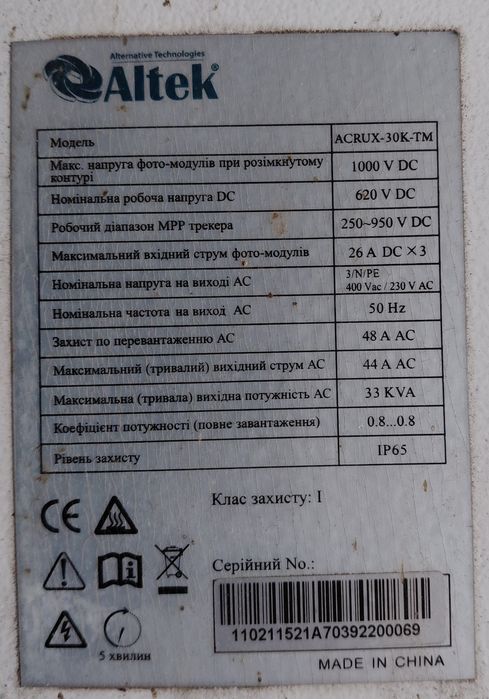 Alternative Technologies
Altek®
Модель ACRUX-30K-TM
Макс. напруга фото-модулів при розімкнутому контурі 1000 V DC
Номінальна робоча напруга DC 620 V DC
Робочий діапазон MPP трекера 250~950 V DC
Максимальний вхідний струм фото-модулів 26 A DC ×3
Номінальна напруга на виході AC 3/N/PE 400 Vac / 230 V AC
Номінальна частота на виход AC 50 Hz
Захист по перевантаженню AC 48 A AC
Максимальний (тривалий) вихідний струм AC 44 A AC
Максимальна (тривала) вихідна потужність AC 33 KVA
Коефіцієнт потужності (повне завантаження) 0.8...0.8
Рівень захисту IP65
CE
Клас захисту: I
Серійний No.:
110211521A70392200069
5 хвилин
MADE IN CHINA